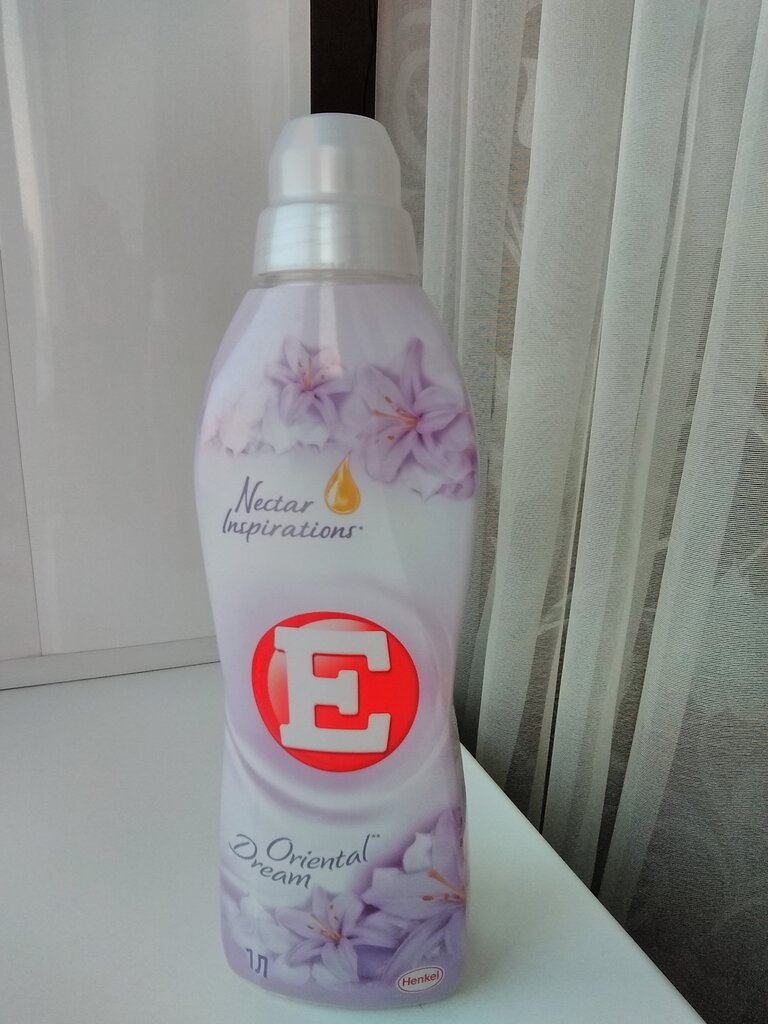 Nectar
Inspirations*
E
Oriental**
Dream
1Л
Henkel